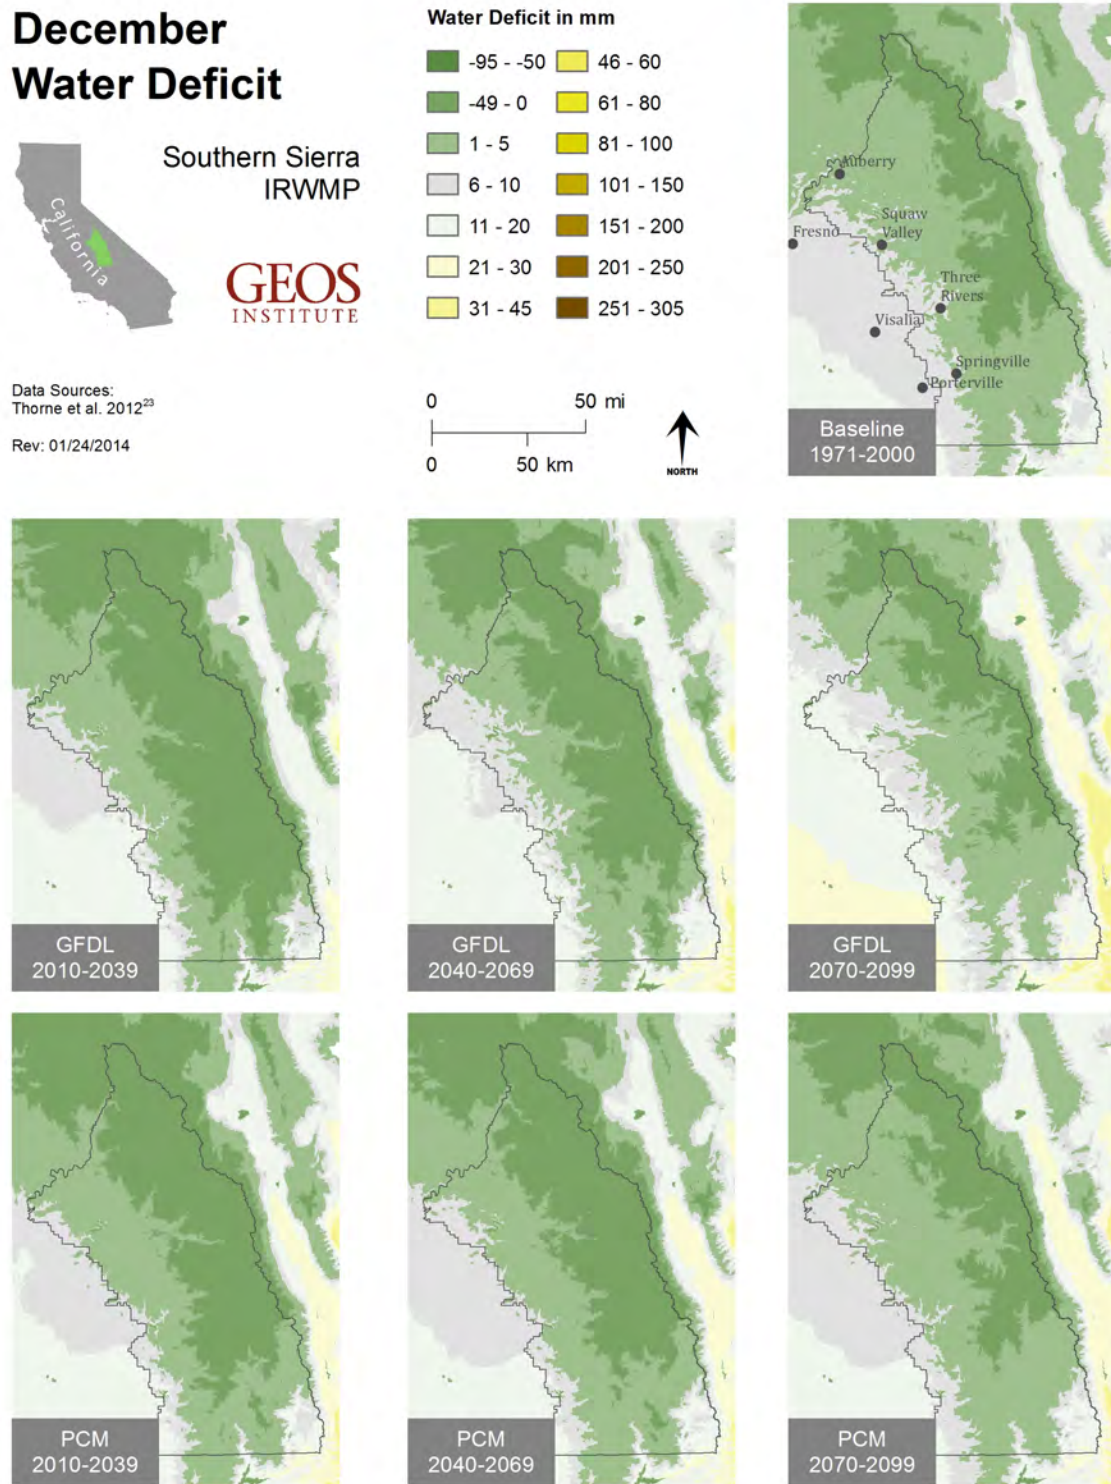 December
Water Deficit
Southern Sierra
IRWMP
California
GEOS
INSTITUTE
Data Sources:
Thorne et al. 2012²³
Rev: 01/24/2014
Water Deficit in mm
-95 - -50
-49 - 0
1 - 5
6 - 10
11 - 20
21 - 30
31 - 45
46 - 60
61 - 80
81 - 100
101 - 150
151 - 200
201 - 250
251 - 305
0 50 mi
0 50 km
NORTH
Auberry
Fresno
Squaw
Valley
Three
Rivers
Visalia
Springville
Porterville
Baseline
1971-2000
GFDL
2010-2039
GFDL
2040-2069
GFDL
2070-2099
PCM
2010-2039
PCM
2040-2069
PCM
2070-2099